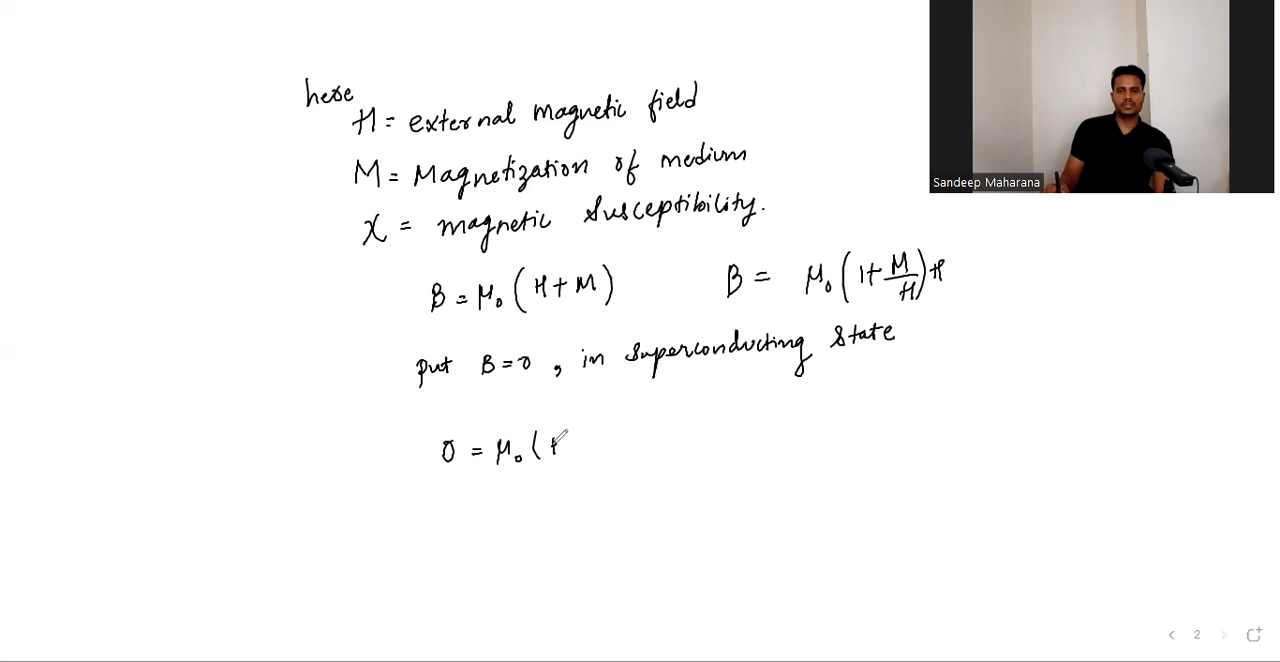 here
H = external magnetic field
M = Magnetization of medium
χ = magnetic Susceptibility.
B = μ₀ (H + M)    B = μ₀ (1 + M/H) H
put B = 0 , in Superconducting State
0 = μ₀ (
Sandeep Maharana
2